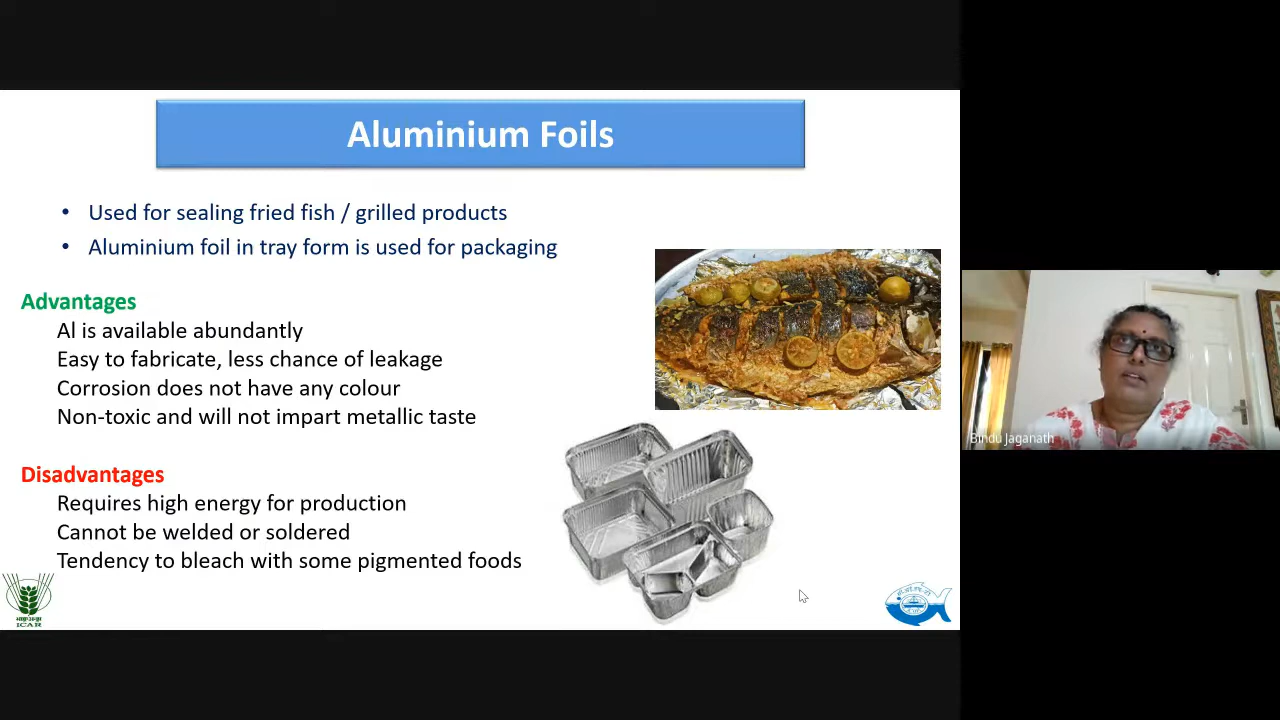 Aluminium Foils
• Used for sealing fried fish / grilled products
• Aluminium foil in tray form is used for packaging
Advantages
Al is available abundantly
Easy to fabricate, less chance of leakage
Corrosion does not have any colour
Non-toxic and will not impart metallic taste
Disadvantages
Requires high energy for production
Cannot be welded or soldered
Tendency to bleach with some pigmented foods
ICAR
Bindu Jaganath